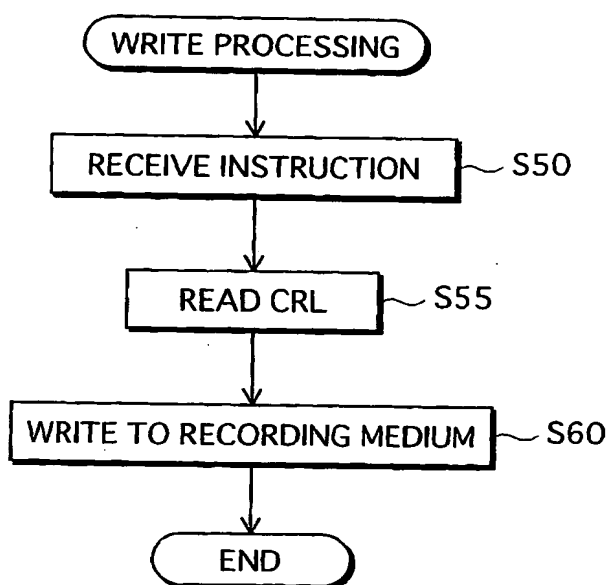 WRITE PROCESSING
RECEIVE INSTRUCTION S50
READ CRL S55
WRITE TO RECORDING MEDIUM S60
END